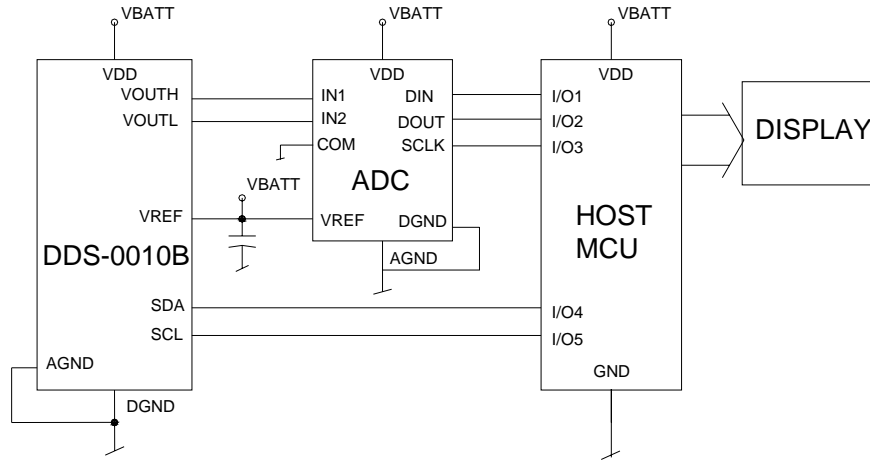 VBATT
VBATT
VBATT
VDD
VDD
VDD
VOUTH
IN1
DIN
I/O1
VOUTL
IN2
DOUT
I/O2
DISPLAY
COM
SCLK
I/O3
ADC
VBATT
VREF
VREF
DGND
HOST
MCU
DDS-0010B
AGND
SDA
I/O4
SCL
I/O5
AGND
GND
DGND